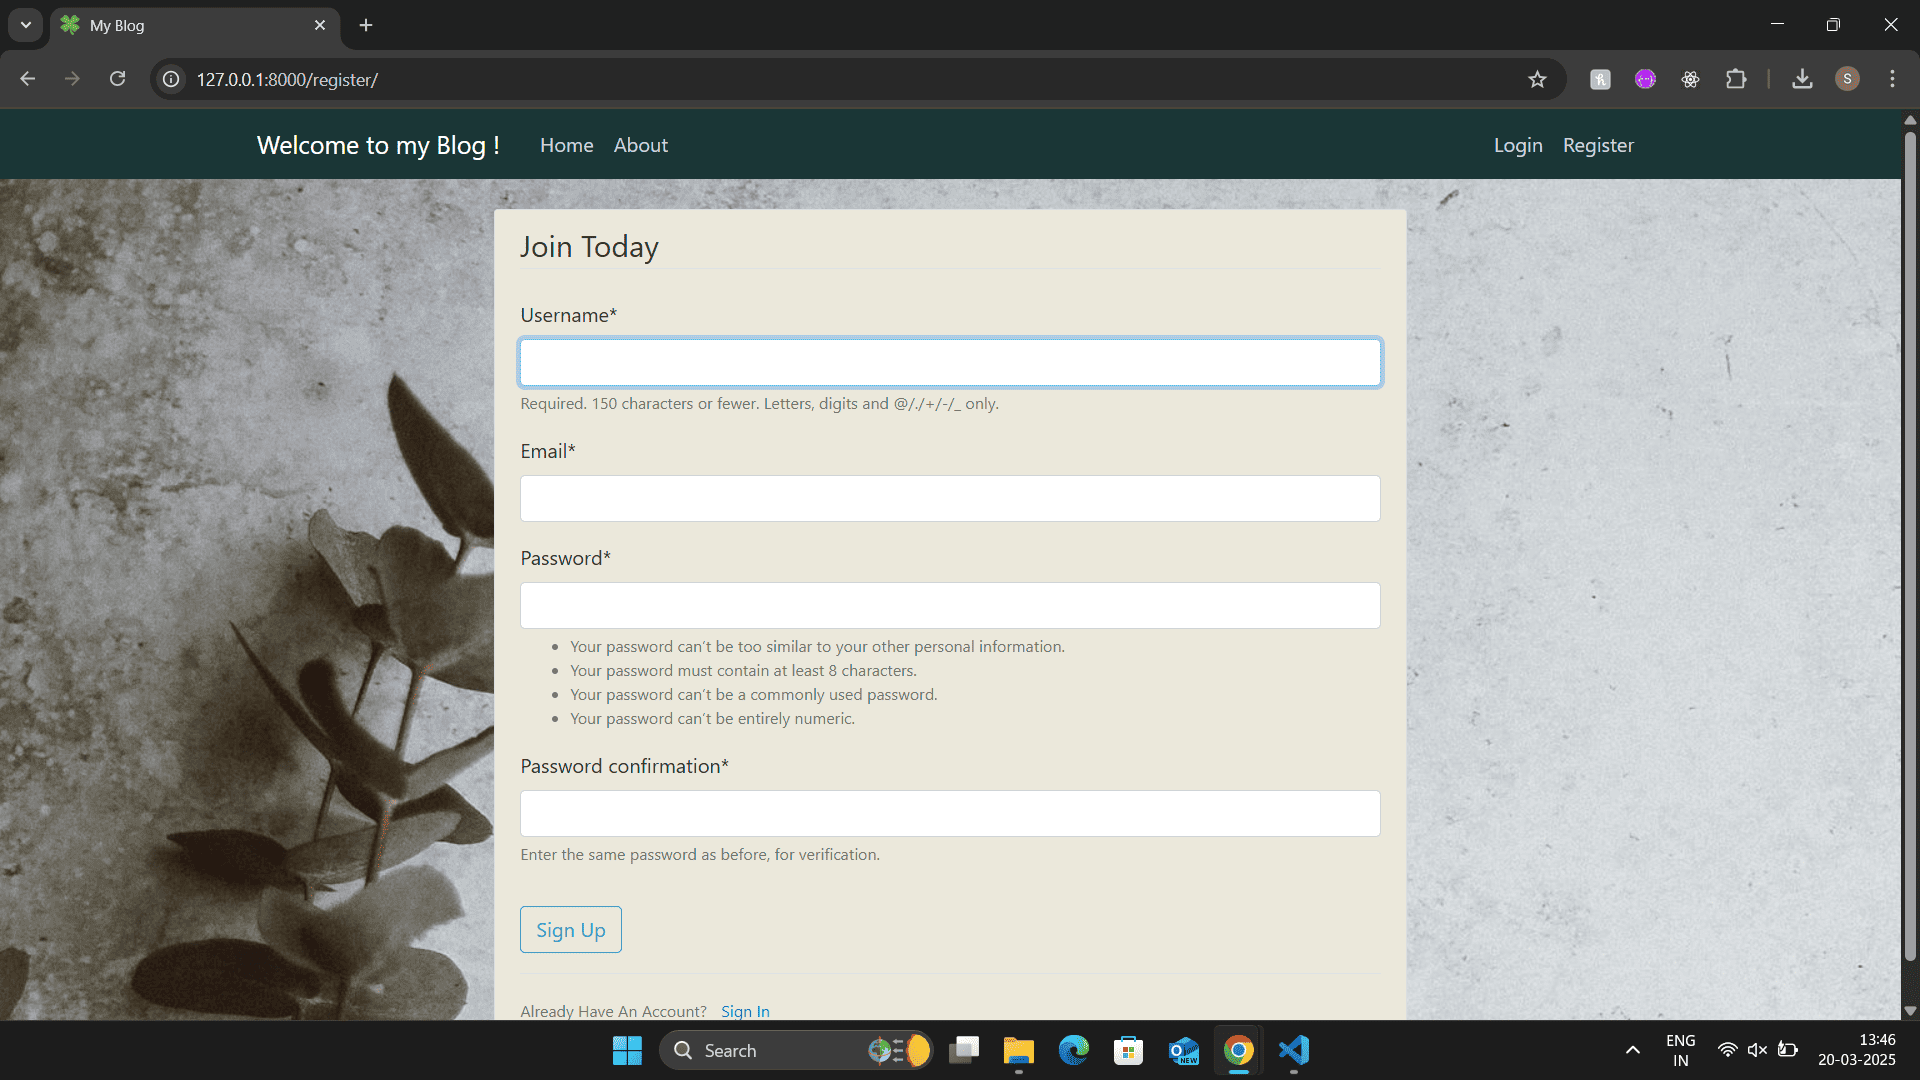 My Blog
127.0.0.1:8000/register/
S
Welcome to my Blog !
Home
About
Login
Register
Join Today
Username*
Required. 150 characters or fewer. Letters, digits and @/./+/-/_ only.
Email*
Password*
Your password can’t be too similar to your other personal information.
Your password must contain at least 8 characters.
Your password can’t be a commonly used password.
Your password can’t be entirely numeric.
Password confirmation*
Enter the same password as before, for verification.
Sign Up
Already Have An Account? Sign In
Search
NEW
ENG
IN
13:46
20-03-2025